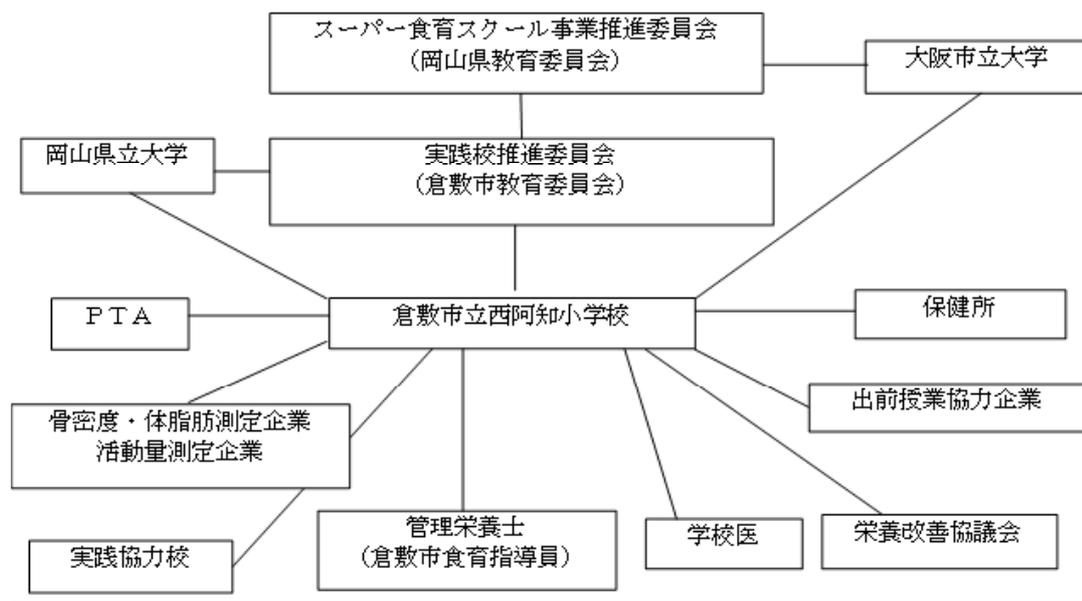 スーパー食育スクール事業推進委員会
(岡山県教育委員会)
大阪市立大学
岡山県立大学
実践校推進委員会
(倉敷市教育委員会)
ＰＴＡ
倉敷市立西阿知小学校
保健所
出前授業協力企業
骨密度・体脂肪測定企業
活動量測定企業
実践協力校
管理栄養士
(倉敷市食育指導員)
学校医
栄養改善協議会